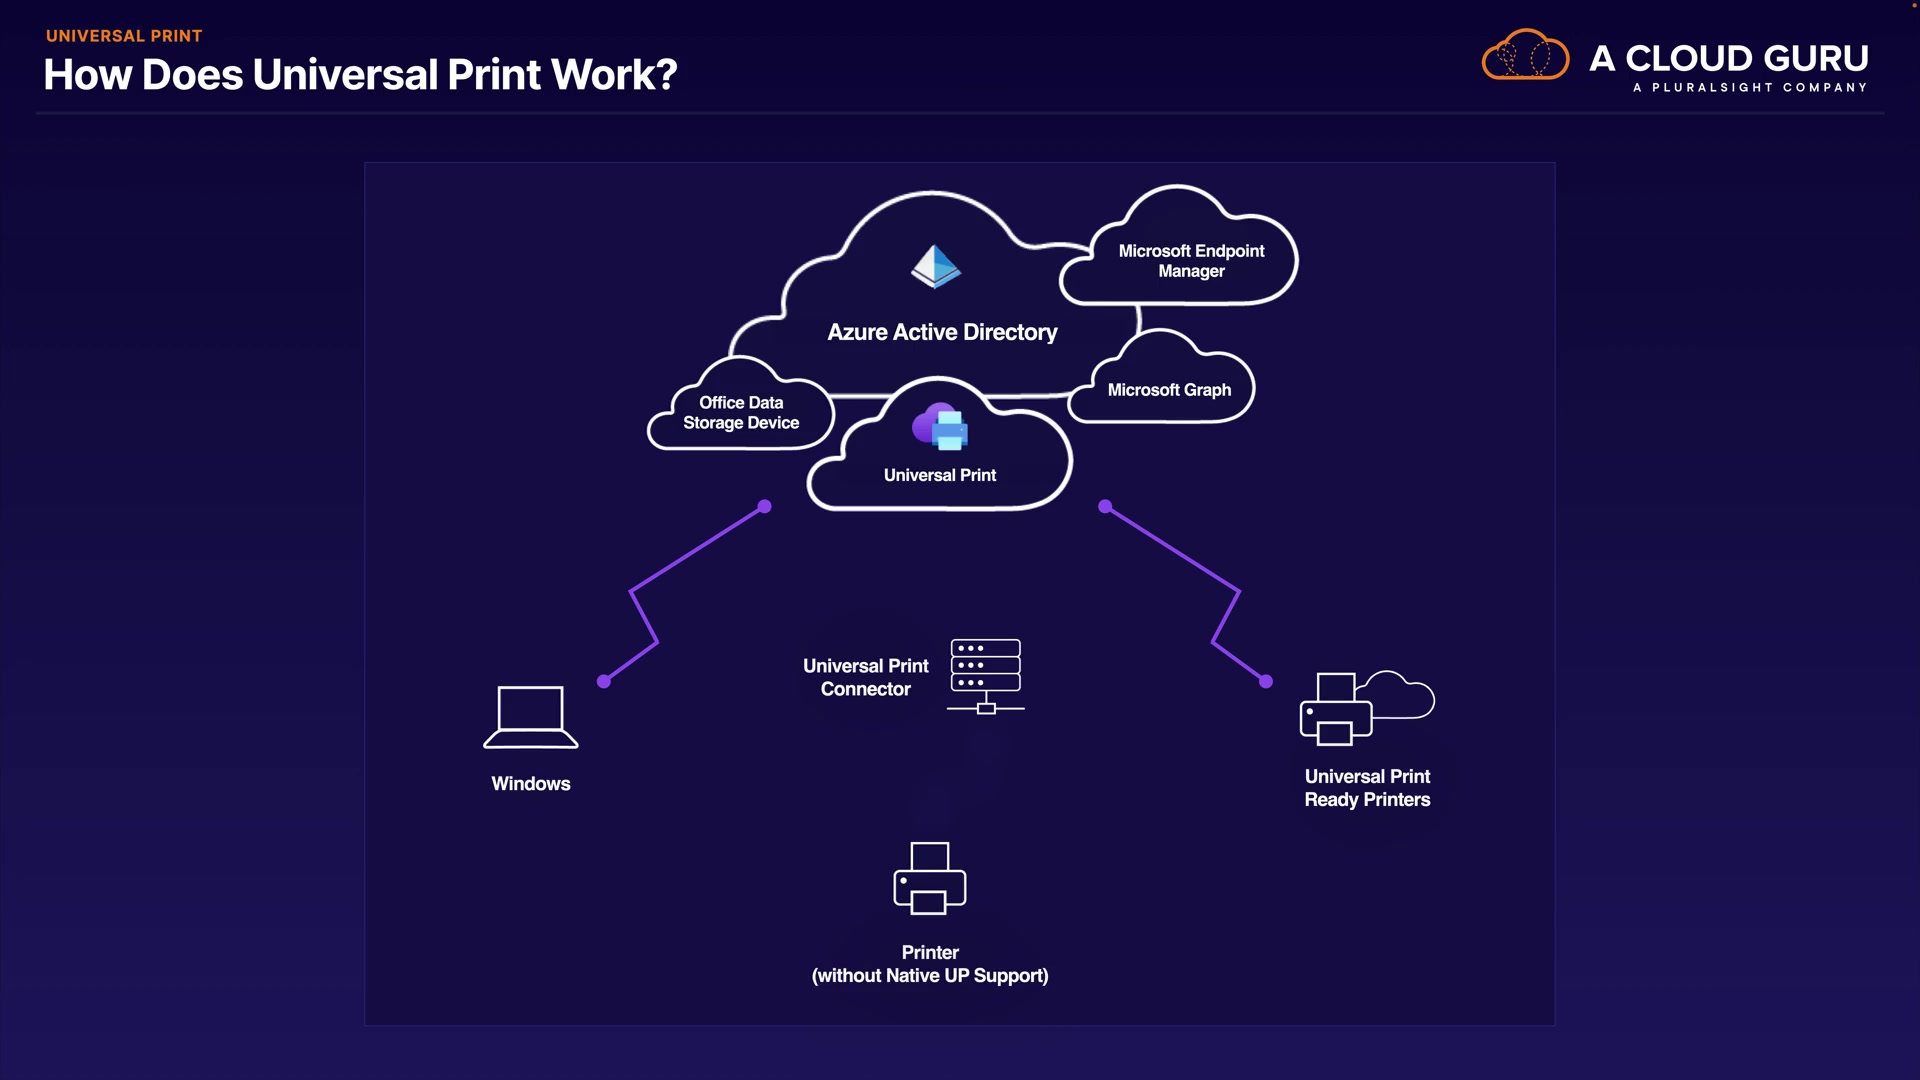 UNIVERSAL PRINT
How Does Universal Print Work?
A CLOUD GURU
A PLURALSIGHT COMPANY
Microsoft Endpoint
Manager
Azure Active Directory
Microsoft Graph
Office Data
Storage Device
Universal Print
Universal Print
Connector
Windows
Universal Print
Ready Printers
Printer
(without Native UP Support)